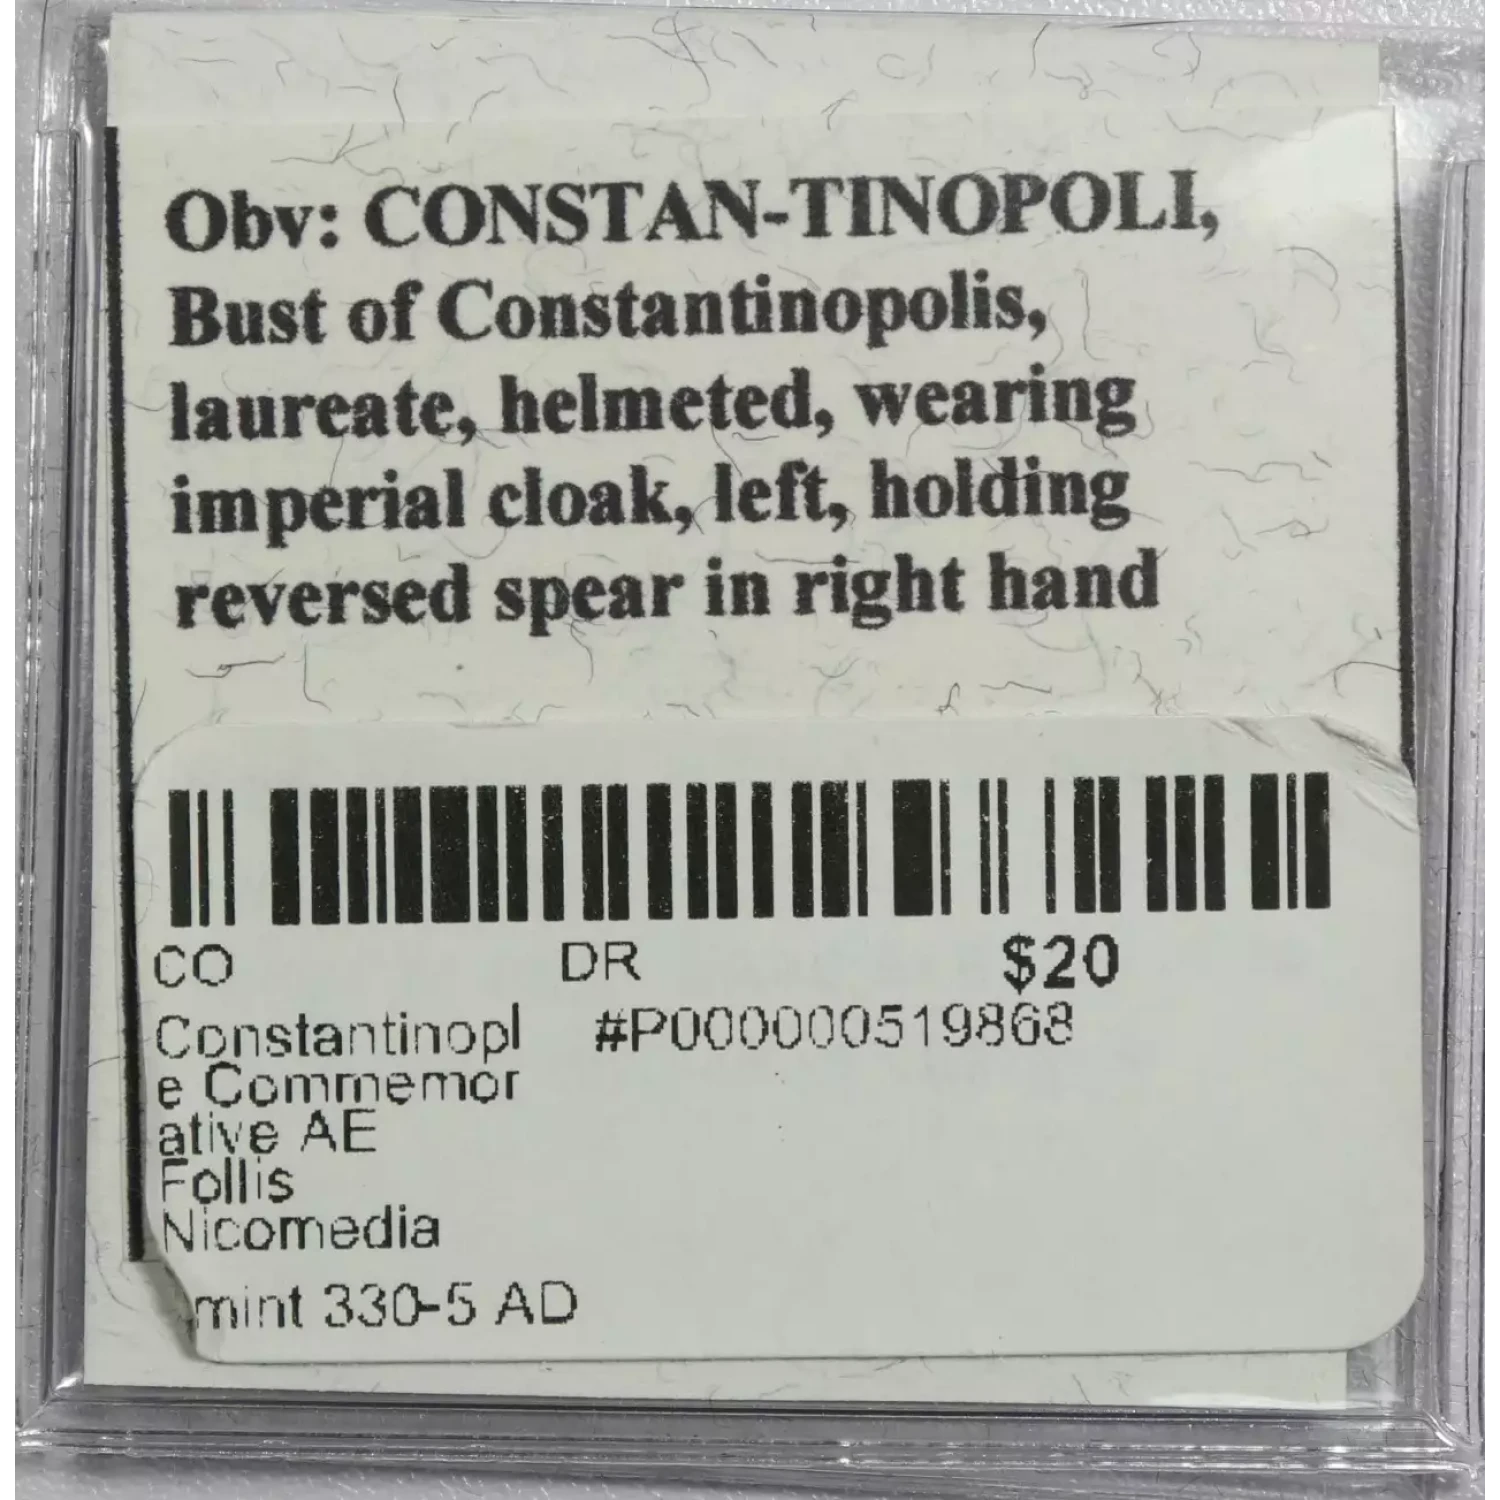 Obv: CONSTAN-TINOPOLI,
Bust of Constantinopolis,
laureate, helmeted, wearing
imperial cloak, left, holding
reversed spear in right hand
CO DR $20
Constantinopl #P000000519868
e Commemor
ative AE
Follis
Nicomedia
mint 330-5 AD